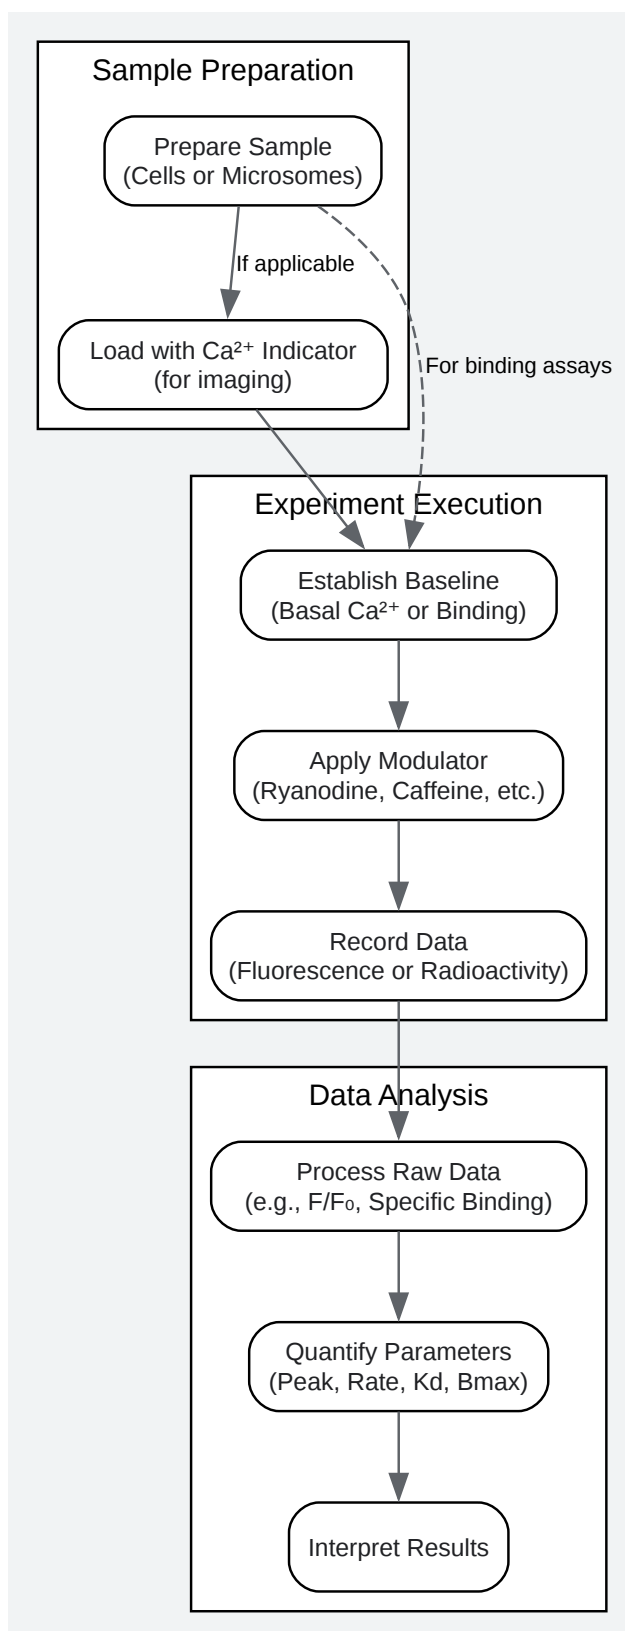 Sample Preparation
Prepare Sample
(Cells or Microsomes)
If applicable
Load with Ca²⁺ Indicator
(for imaging)
For binding assays
Experiment Execution
Establish Baseline
(Basal Ca²⁺ or Binding)
Apply Modulator
(Ryanodine, Caffeine, etc.)
Record Data
(Fluorescence or Radioactivity)
Data Analysis
Process Raw Data
(e.g., F/F₀, Specific Binding)
Quantify Parameters
(Peak, Rate, Kd, Bmax)
Interpret Results